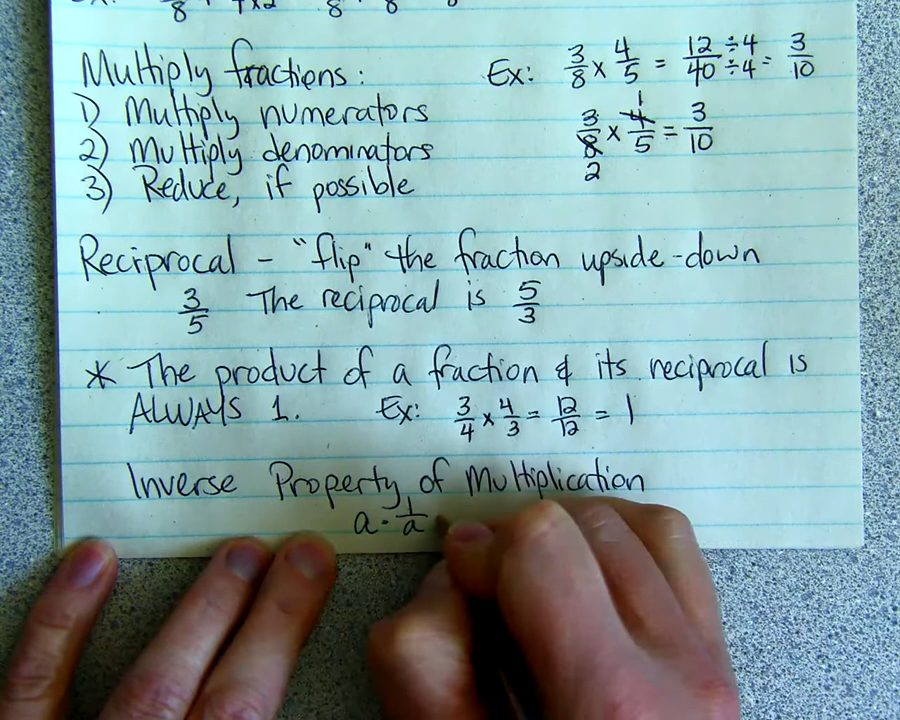 Multiply fractions: Ex: 3/8 x 4/5 = 12/40 ÷4/÷4 = 3/10
1) Multiply numerators 3/8 x 4/5 = 3/10
1
2) Multiply denominators
2
3) Reduce, if possible
Reciprocal - "flip" the fraction upside-down
3/5 The reciprocal is 5/3
* The product of a fraction & its reciprocal is
ALWAYS 1. Ex: 3/4 x 4/3 = 12/12 = 1
Inverse Property of Multiplication
a · 1/a